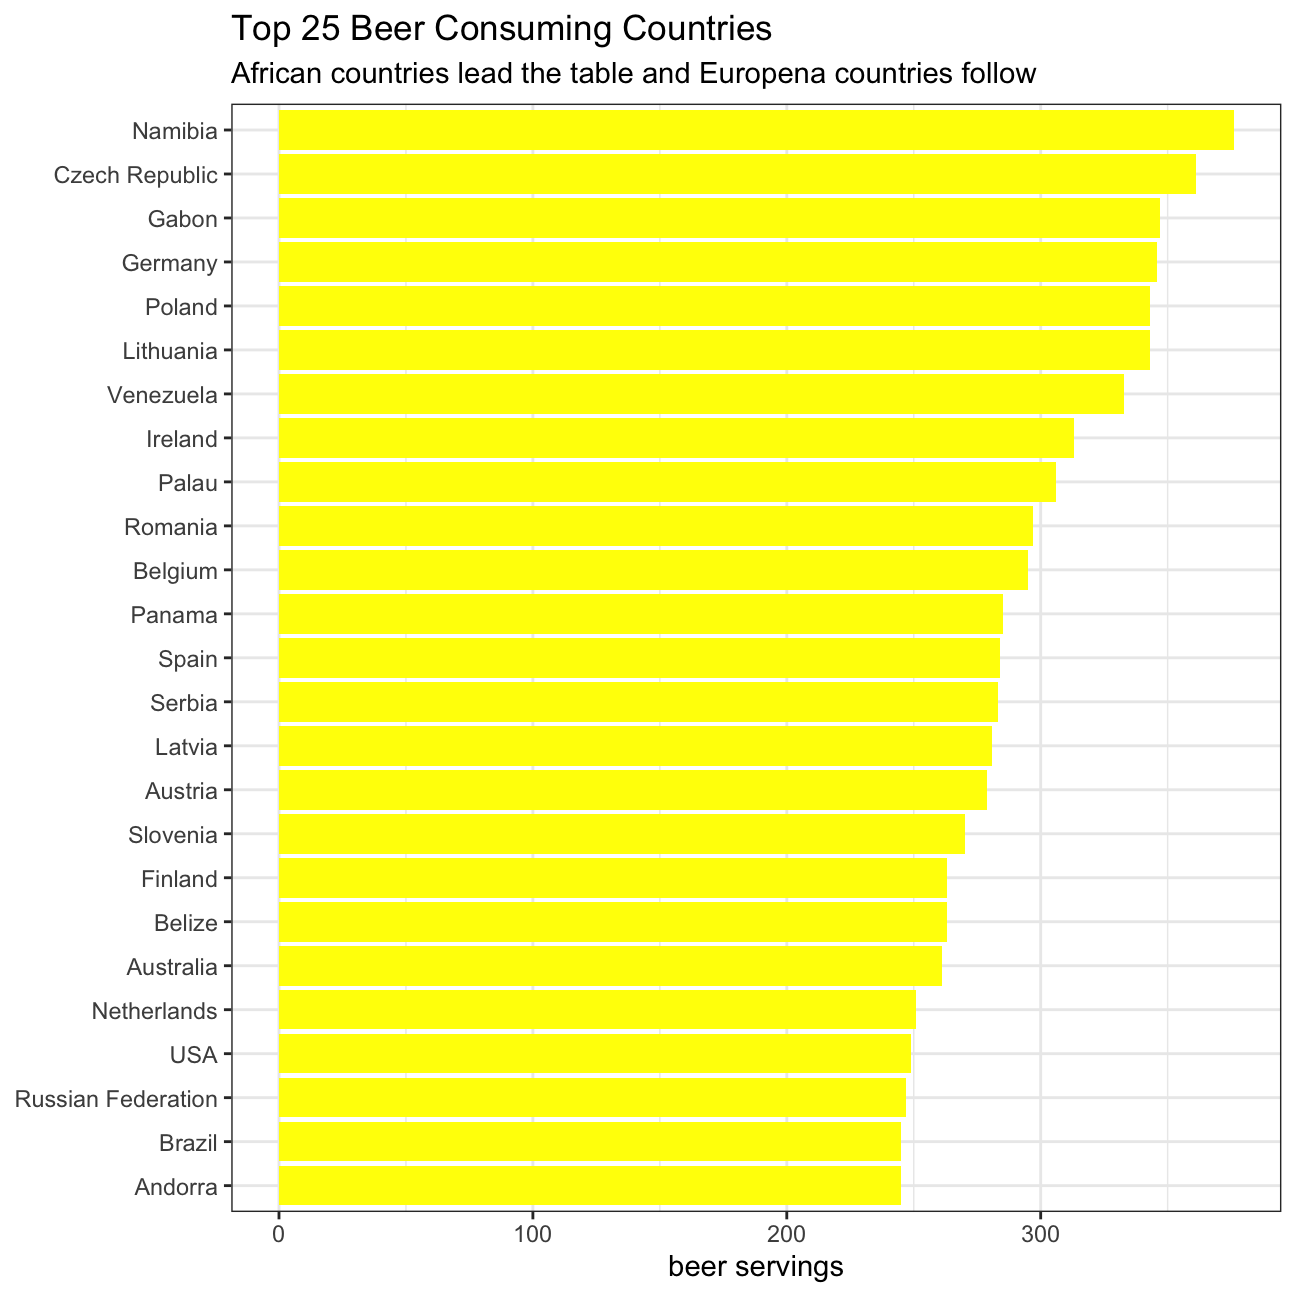 Top 25 Beer Consuming Countries
African countries lead the table and Europena countries follow
Namibia
Czech Republic
Gabon
Germany
Poland
Lithuania
Venezuela
Ireland
Palau
Romania
Belgium
Panama
Spain
Serbia
Latvia
Austria
Slovenia
Finland
Belize
Australia
Netherlands
USA
Russian Federation
Brazil
Andorra
0 100 200 300
beer servings